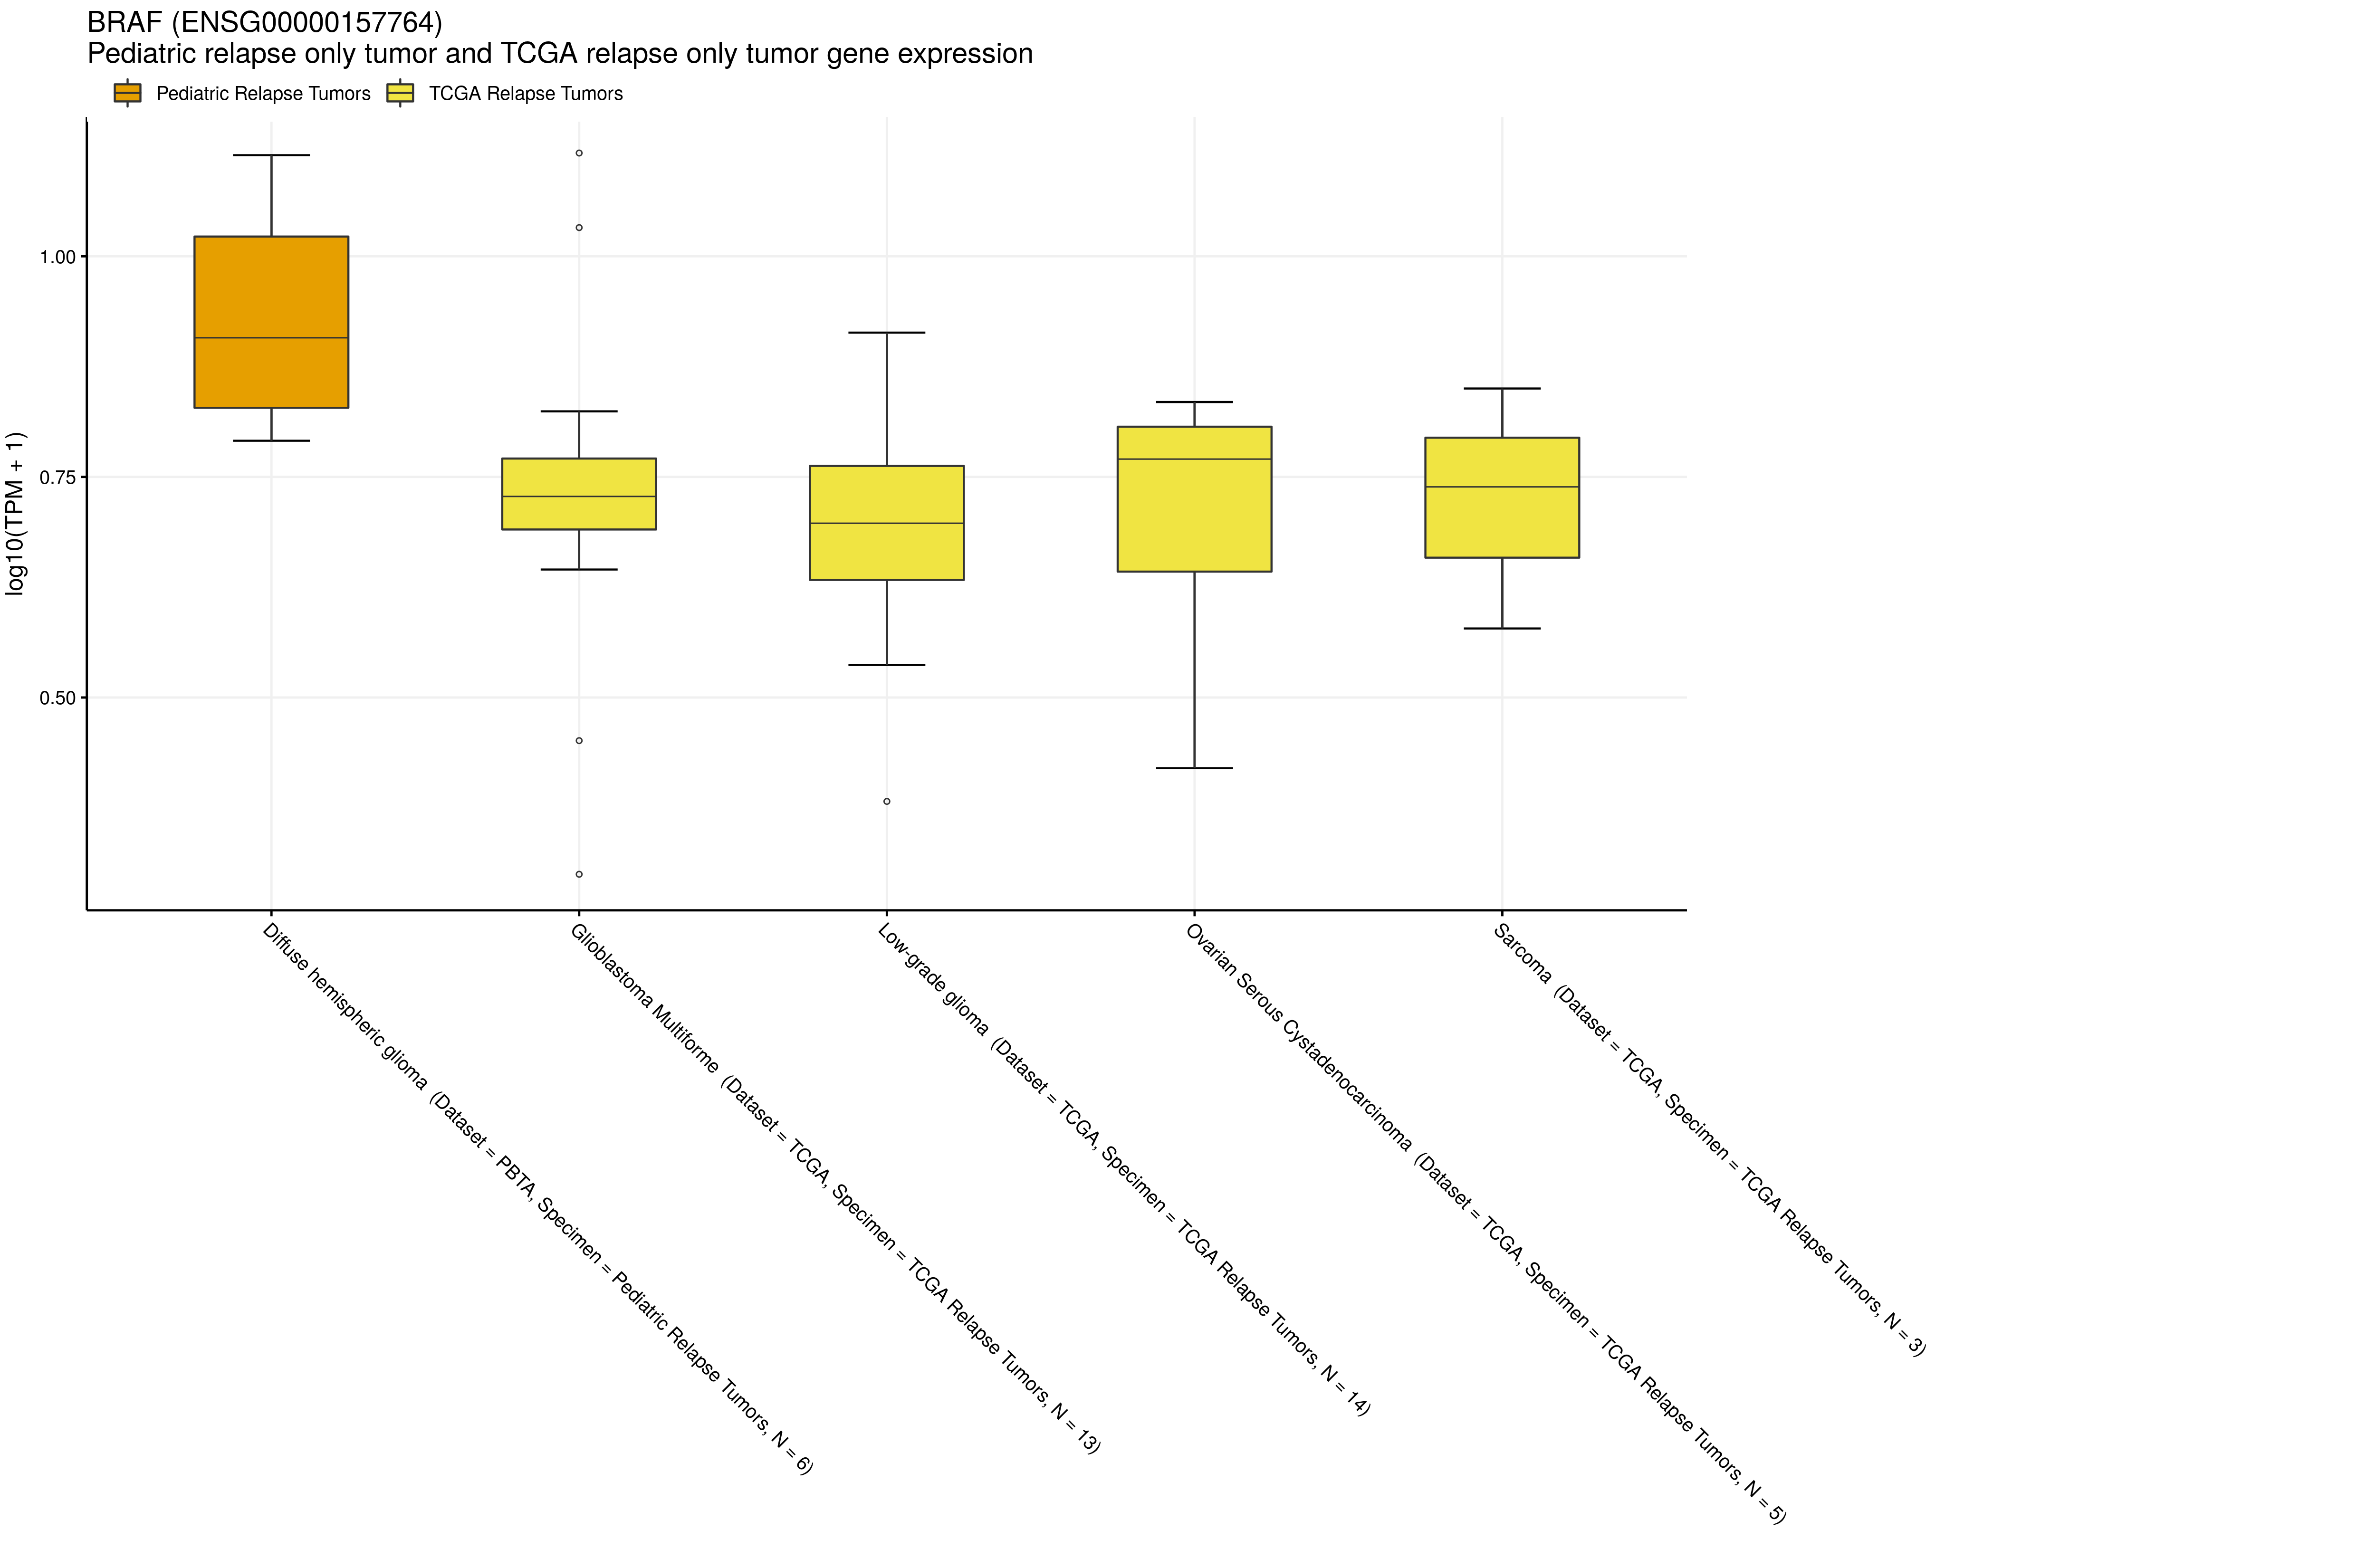 BRAF (ENSG00000157764)
Pediatric relapse only tumor and TCGA relapse only tumor gene expression
Pediatric Relapse Tumors
TCGA Relapse Tumors
log10(TPM + 1)
1.00
0.75
0.50
Diffuse hemispheric glioma (Dataset = PBTA, Specimen = Pediatric Relapse Tumors, N = 6)
Glioblastoma Multiforme (Dataset = TCGA, Specimen = TCGA Relapse Tumors, N = 13)
Low-grade glioma (Dataset = TCGA, Specimen = TCGA Relapse Tumors, N = 14)
Ovarian Serous Cystadenocarcinoma (Dataset = TCGA, Specimen = TCGA Relapse Tumors, N = 5)
Sarcoma (Dataset = TCGA, Specimen = TCGA Relapse Tumors, N = 3)